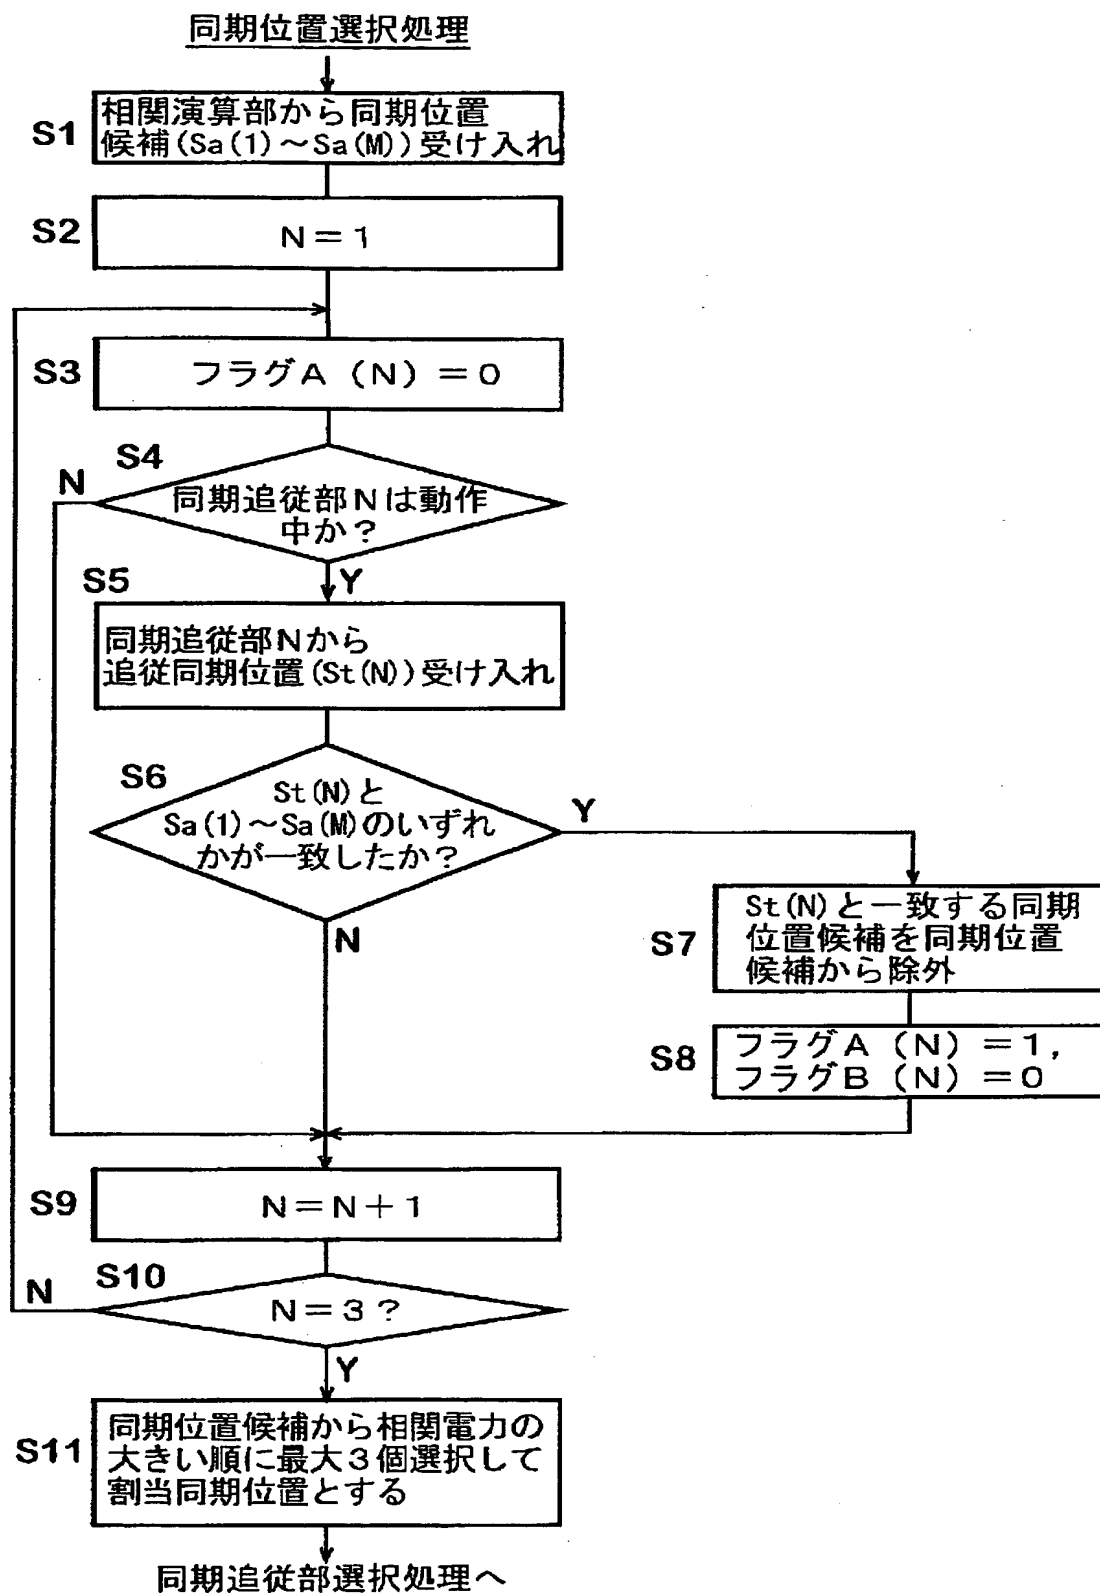 同期位置選択処理
S1
相関演算部から同期位置
候補(Sa(1)～Sa(M))受け入れ
S2
N=1
S3
フラグA(N)=0
S4
N
同期追従部Nは動作
中か?
Y
S5
同期追従部Nから
追従同期位置(St(N))受け入れ
S6
St(N)と
Sa(1)～Sa(M)のいずれ
かが一致したか?
Y
N
S7
St(N)と一致する同期
位置候補を同期位置
候補から除外
S8
フラグA(N)=1,
フラグB(N)=0
S9
N=N+1
S10
N
N=3?
Y
S11
同期位置候補から相関電力の
大きい順に最大3個選択して
割当同期位置とする
同期追従部選択処理へ